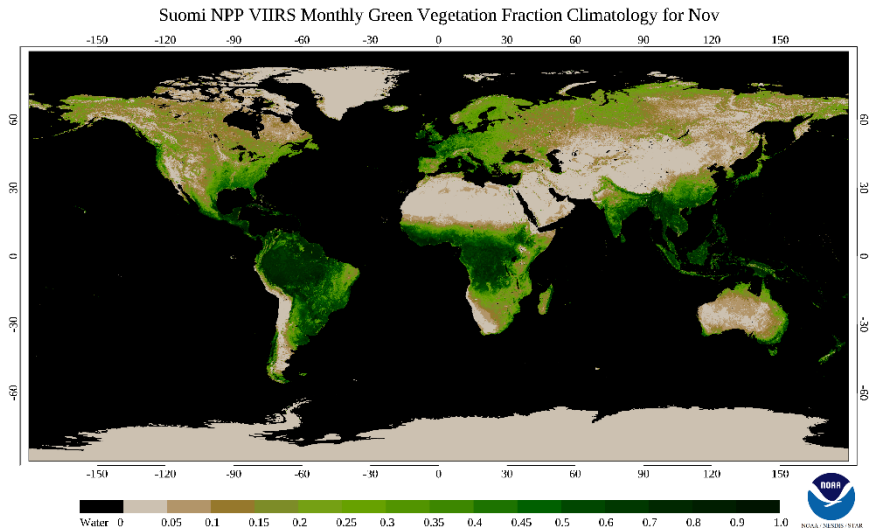 Suomi NPP VIIRS Monthly Green Vegetation Fraction Climatology for Nov
-150 -120 -90 -60 -30 0 30 60 90 120 150
60 60
30 30
0 0
-30 -30
-60 -60
-150 -120 -90 -60 -30 0 30 60 90 120 150
NOAA
Water 0 0.05 0.1 0.15 0.2 0.25 0.3 0.35 0.4 0.45 0.5 0.6 0.7 0.8 0.9 1.0
NOAA / NESDIS / STAR